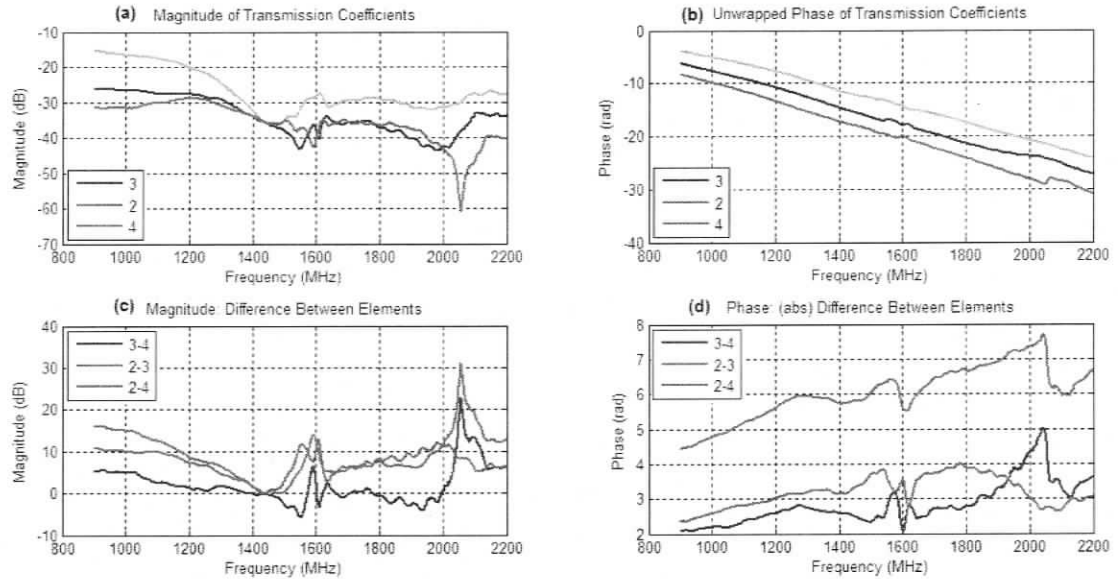 (a) Magnitude of Transmission Coefficients
-10
-20
-30
-40
-50
-60
-70
Magnitude (dB)
3
2
4
800 1000 1200 1400 1600 1800 2000 2200
Frequency (MHz)
(b) Unwrapped Phase of Transmission Coefficients
0
-10
-20
-30
-40
Phase (rad)
3
2
4
800 1000 1200 1400 1600 1800 2000 2200
Frequency (MHz)
(c) Magnitude: Difference Between Elements
40
30
20
10
0
-10
Magnitude (dB)
3-4
2-3
2-4
800 1000 1200 1400 1600 1800 2000 2200
Frequency (MHz)
(d) Phase: (abs) Difference Between Elements
8
7
6
5
4
3
2
Phase (rad)
3-4
2-3
2-4
800 1000 1200 1400 1600 1800 2000 2200
Frequency (MHz)